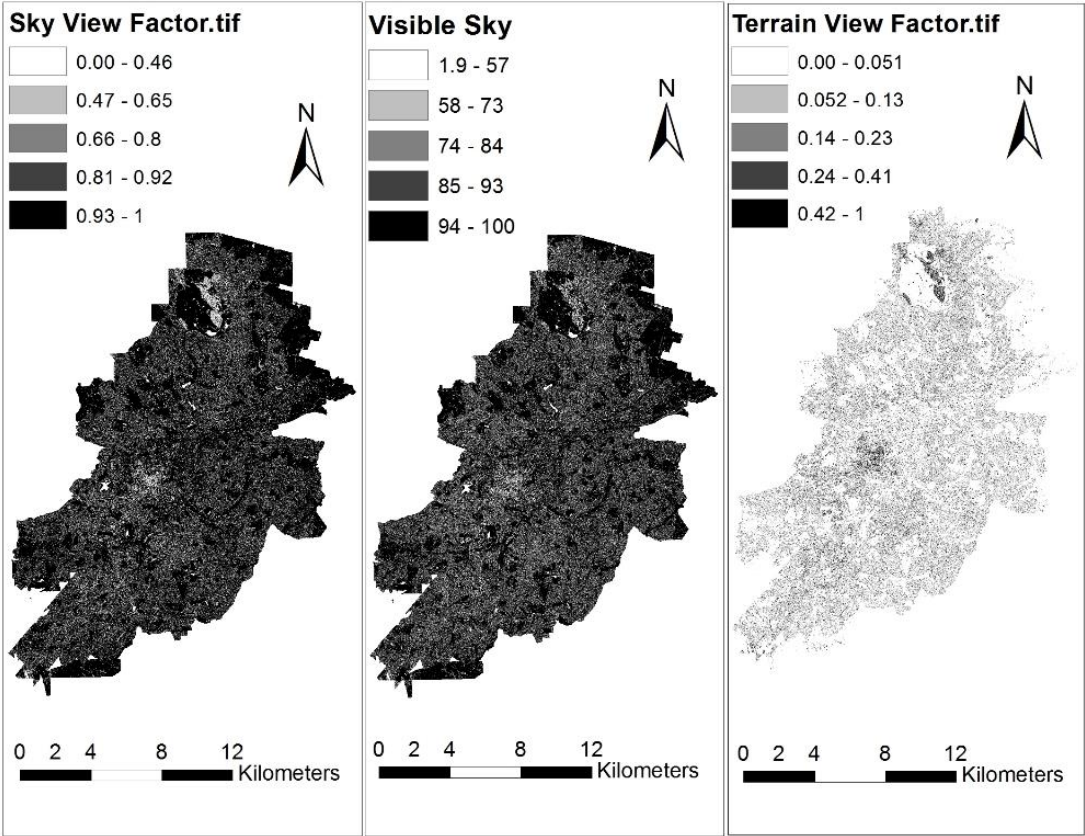 Sky View Factor.tif
0.00 - 0.46
0.47 - 0.65
0.66 - 0.8
0.81 - 0.92
0.93 - 1
N
0 2 4 8 12
Kilometers
Visible Sky
1.9 - 57
58 - 73
74 - 84
85 - 93
94 - 100
N
0 2 4 8 12
Kilometers
Terrain View Factor.tif
0.00 - 0.051
0.052 - 0.13
0.14 - 0.23
0.24 - 0.41
0.42 - 1
N
0 2 4 8 12
Kilometers